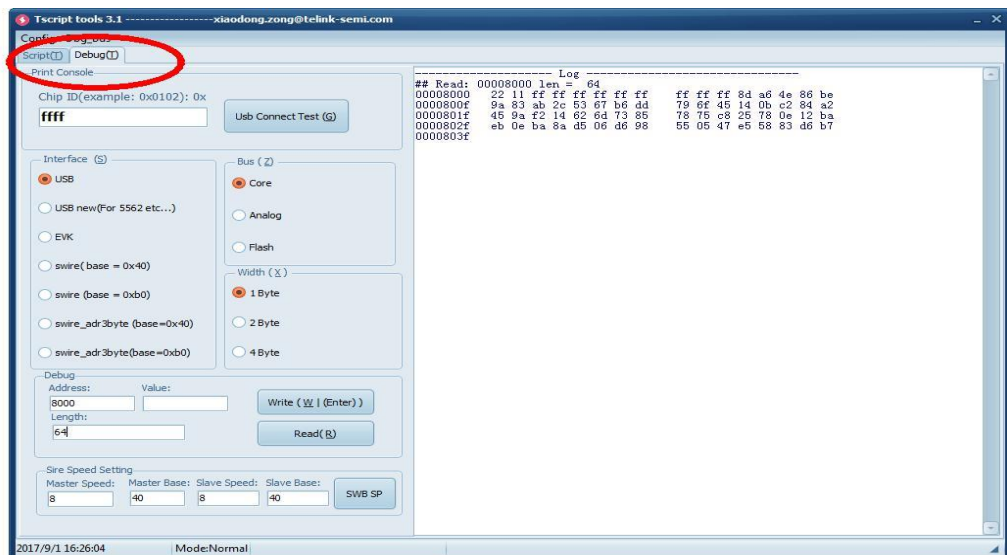 Tscript tools 3.1 ------------------xiaodong.zong@telink-semi.com
Script(T) Debug(T)
Print Console
Chip ID(example: 0x0102): 0x
ffff
Usb Connect Test (G)
Interface (S)
USB
USB new(For 5562 etc...)
EVK
swire( base = 0x40)
swire (base = 0xb0)
swire_adr3byte (base=0x40)
swire_adr3byte(base=0xb0)
Bus ( Z)
Core
Analog
Flash
Width ( X )
1 Byte
2 Byte
4 Byte
Debug
Address: Value:
8000
Write ( W | (Enter) )
Length:
64
Read( R)
Sire Speed Setting
Master Speed: Master Base: Slave Speed: Slave Base:
8 40 8 40
SWB SP
-------------------- Log -------------------------------
## Read: 00008000 len = 64
00008000 22 11 ff ff ff ff ff ff ff ff ff 8d a6 4e 86 be
0000800f 9a 83 ab 2c 53 67 b6 dd 79 6f 45 14 0b c2 84 a2
0000801f 45 9a f2 14 62 6d 73 85 78 75 c8 25 78 0e 12 ba
0000802f eb 0e ba 8a d5 06 d6 98 55 05 47 e5 58 83 d6 b7
0000803f
2017/9/1 16:26:04 Mode:Normal